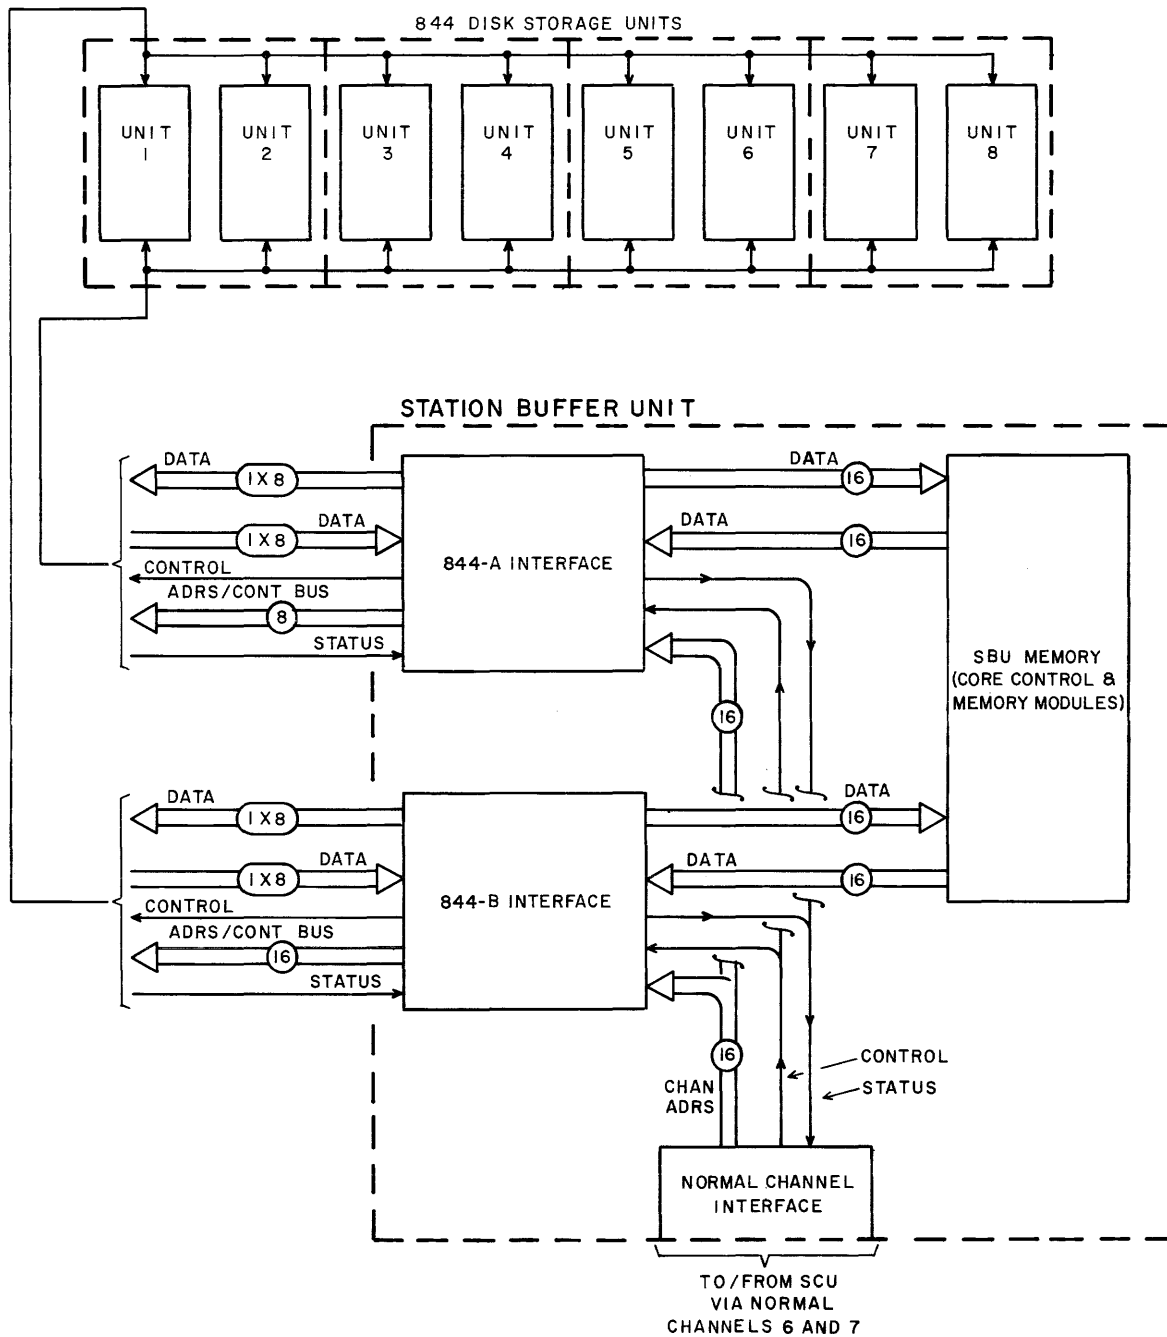 844 DISK STORAGE UNITS
UNIT
1
UNIT
2
UNIT
3
UNIT
4
UNIT
5
UNIT
6
UNIT
7
UNIT
8
STATION BUFFER UNIT
DATA
1X8
DATA
16
1X8
DATA
DATA
16
844-A INTERFACE
CONTROL
ADRS/CONT BUS
8
STATUS
16
SBU MEMORY
(CORE CONTROL &
MEMORY MODULES)
DATA
1X8
DATA
16
1X8
DATA
DATA
16
844-B INTERFACE
CONTROL
ADRS/CONT BUS
16
STATUS
16
CHAN
ADRS
CONTROL
STATUS
NORMAL CHANNEL
INTERFACE
TO/FROM SCU
VIA NORMAL
CHANNELS 6 AND 7